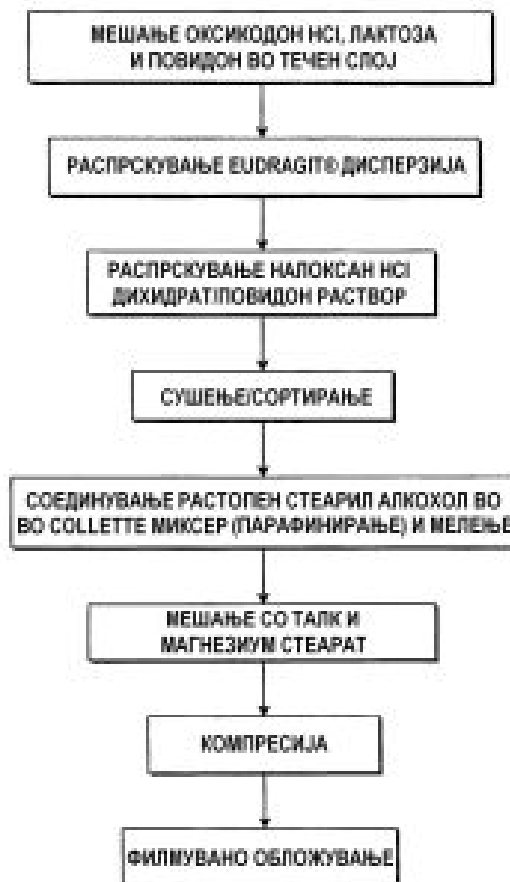 МЕШАЊЕ ОКСИКОДОН HCl, ЛАКТОЗА
И ПОВИДОН ВО ТЕЧЕН СЛОЈ
РАСПРСКУВАЊЕ EUDRAGIT® ДИСПЕРЗИЈА
РАСПРСКУВАЊЕ НАЛОКСАН HCl
ДИХИДРАТ/ПОВИДОН РАСТВОР
СУШЕЊЕ/СОРТИРАЊЕ
СОЕДИНУВАЊЕ РАСТОПЕН СТЕАРИЛ АЛКОХОЛ ВО
ВО COLLETTE МИКСЕР (ПАРАФИНИРАЊЕ) И МЕЛЕЊЕ
МЕШАЊЕ СО ТАЛК И
МАГНЕЗИУМ СТЕАРАТ
КОМПРЕСИЈА
ФИЛМУВАНО ОБЛОЖУВАЊЕ